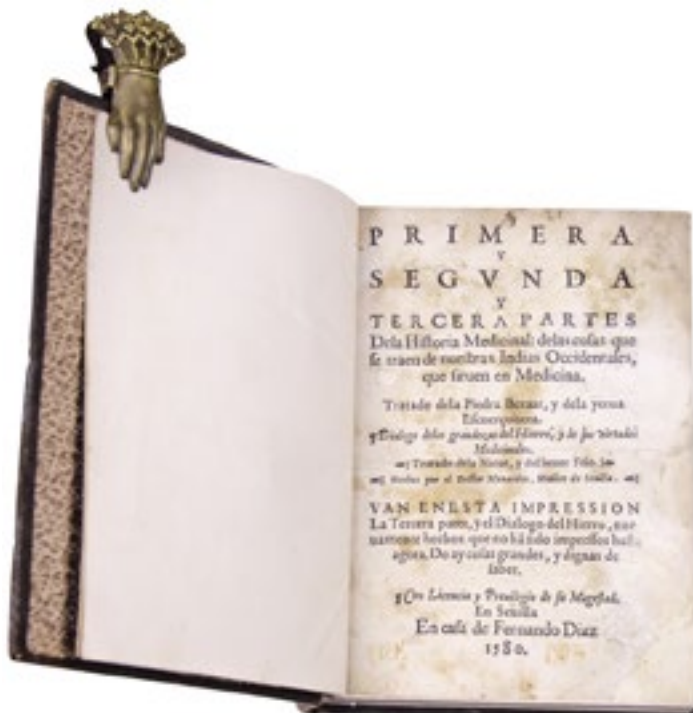 PRIMERA
Y
SEGVNDA
Y
TERCERA PARTES
Dela Historia Medicinal: delas cosas que
se traen de nuestras Indias Occidentales,
que siruen en Medicina.
Tratado dela Piedra Bezaar, y dela yerua
Escuerçonera.
Dialogo delas grandezas del Hierro, y de sus virtudes
Medicinales.
Tratado dela Nieue, y del beuer Frio.
Hechos por el Doctor Monardes, Medico de Seuilla.
VAN EN ESTA IMPRESSION
La Tercera parte, y el Dialogo del Hierro, nue
uamente hechos, que no hã sido impressos hasta
agora. Do ay cosas grandes, y dignas de
saber.
Con Licencia y Preuilegio de su Magestad.
En Seuilla
En casa de Fernando Diaz
1580.